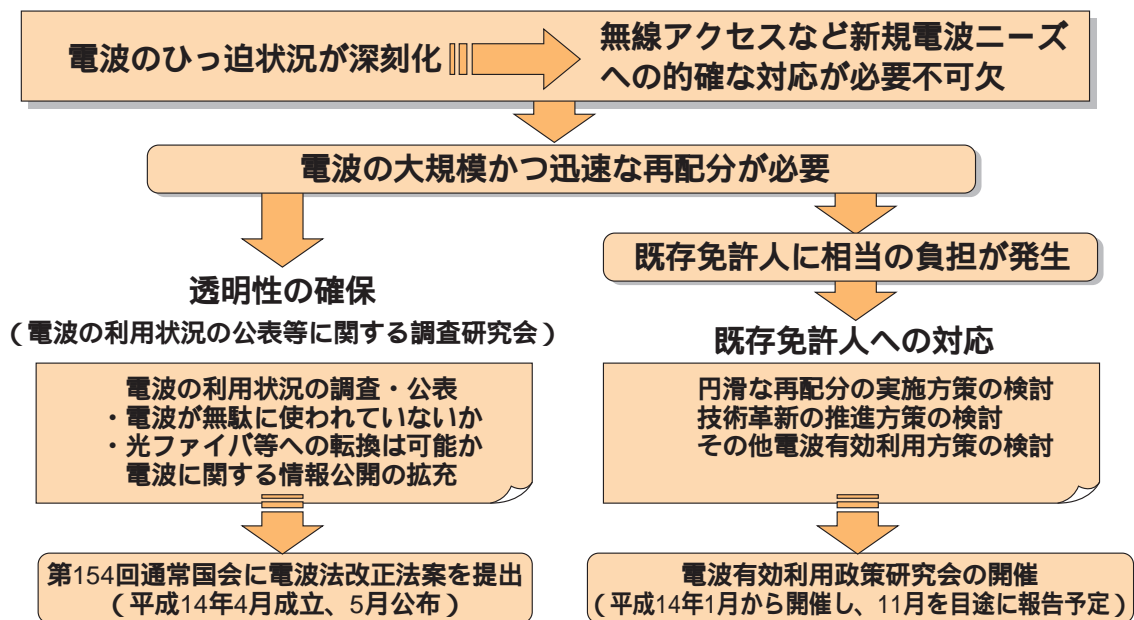 電波のひっ迫状況が深刻化
無線アクセスなど新規電波ニーズ
への的確な対応が必要不可欠
電波の大規模かつ迅速な再配分が必要
既存免許人に相当の負担が発生
透明性の確保
（電波の利用状況の公表等に関する調査研究会）
電波の利用状況の調査・公表
・電波が無駄に使われていないか
・光ファイバ等への転換は可能か
電波に関する情報公開の拡充
第154回通常国会に電波法改正法案を提出
（平成14年4月成立、5月公布）
既存免許人への対応
円滑な再配分の実施方策の検討
技術革新の推進方策の検討
その他電波有効利用方策の検討
電波有効利用政策研究会の開催
（平成14年1月から開催し、11月を目途に報告予定）